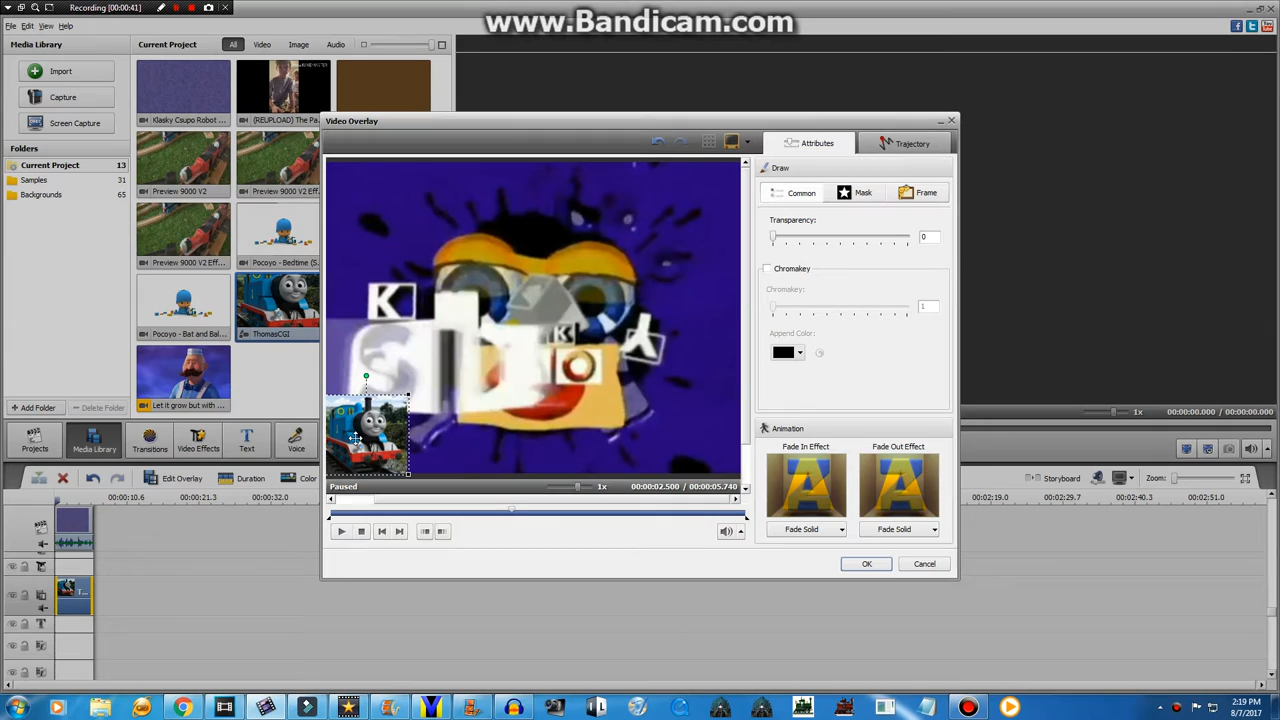 Recording [00:00:41]
www.Bandicam.com
File Edit View Help
Media Library
Current Project
All Video Image Audio
Import
Capture
Screen Capture
Folders
Current Project 13
Samples 31
Backgrounds 65
Klasky Csupo Robot ...
(REUPLOAD) The Pa...
Preview 9000 V2
Preview 9000 V2 Eff...
Preview 9000 V2 Eff...
Pocoyo - Bedtime (S...
Pocoyo - Bat and Bal...
ThomasCGI
Let it grow but with ...
Add Folder
Delete Folder
Video Overlay
Attributes
Trajectory
Draw
Common
Mask
Frame
Transparency:
0
Chromakey
Chromakey:
1
Append Color:
Animation
Fade In Effect
Fade Out Effect
A
A
Fade Solid
Fade Solid
OK
Cancel
K
K
Paused
1x
00:00:02.500 / 00:00:05.740
1x
00:00:00.000 / 00:00:00.000
Projects
Media Library
Transitions
Video Effects
Text
Voice
Edit Overlay
Duration
Color
Storyboard
Zoom:
00:00:10.6
00:00:21.3
00:00:32.0
00:02:19.0
00:02:29.7
00:02:40.3
00:02:51.0
T...
T
2:19 PM
8/7/2017